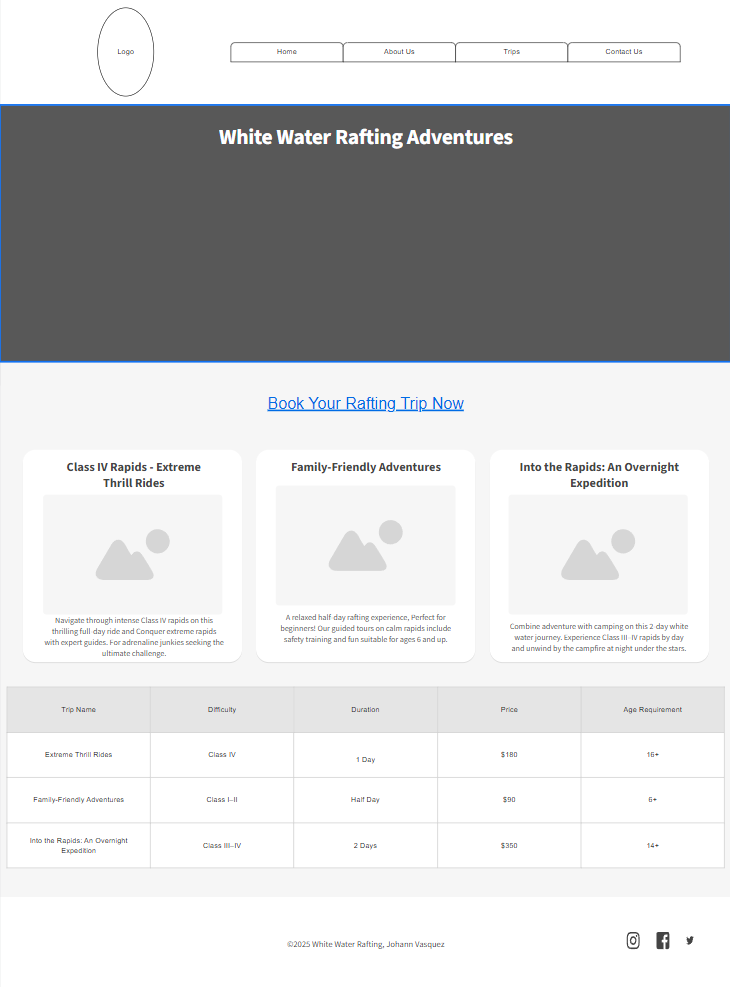 Logo
Home
About Us
Trips
Contact Us
White Water Rafting Adventures
Book Your Rafting Trip Now
Class IV Rapids - Extreme
Thrill Rides
Navigate through intense Class IV rapids on this
thrilling full-day ride and Conquer extreme rapids
with expert guides. For adrenaline junkies seeking the
ultimate challenge.
Family-Friendly Adventures
A relaxed half-day rafting experience, Perfect for
beginners! Our guided tours on calm rapids include
safety training and fun suitable for ages 6 and up.
Into the Rapids: An Overnight
Expedition
Combine adventure with camping on this 2-day white
water journey. Experience Class III–IV rapids by day
and unwind by the campfire at night under the stars.
Trip Name
Difficulty
Duration
Price
Age Requirement
Extreme Thrill Rides
Class IV
1 Day
$180
16+
Family-Friendly Adventures
Class I–II
Half Day
$90
6+
Into the Rapids: An Overnight
Expedition
Class III–IV
2 Days
$350
14+
©2025 White Water Rafting, Johann Vasquez